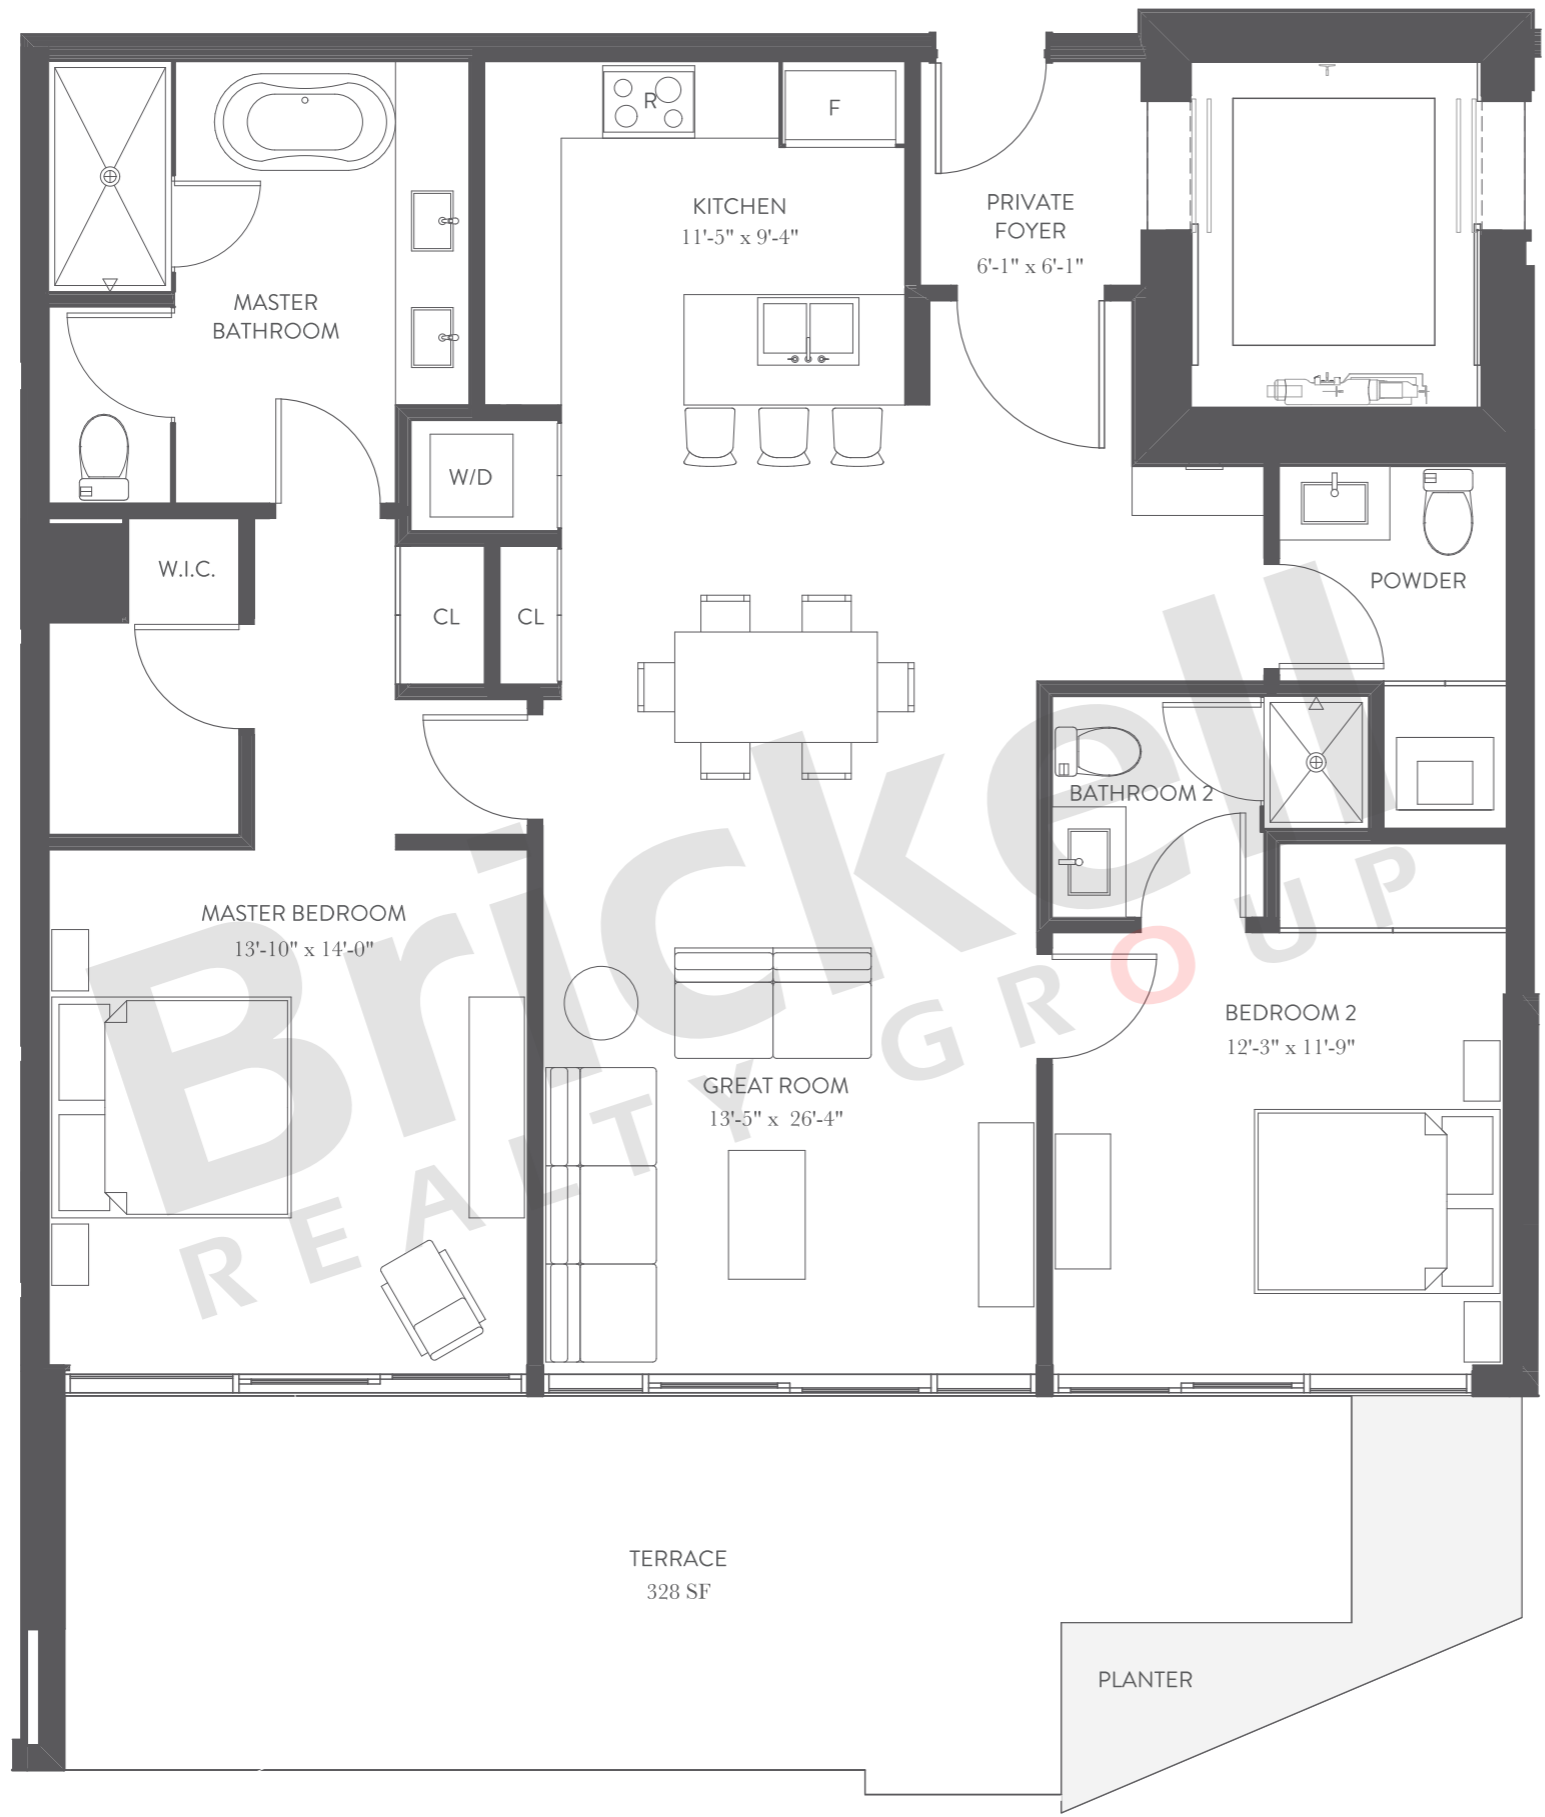 R
F
KITCHEN
11'-5" x 9'-4"
PRIVATE
FOYER
6'-1" x 6'-1"
MASTER
BATHROOM
W/D
W.I.C.
CL
CL
POWDER
BATHROOM 2
MASTER BEDROOM
13'-10" x 14'-0"
BEDROOM 2
12'-3" x 11'-9"
GREAT ROOM
13'-5" x 26'-4"
Brickell
REALTY GROUP
TERRACE
328 SF
PLANTER